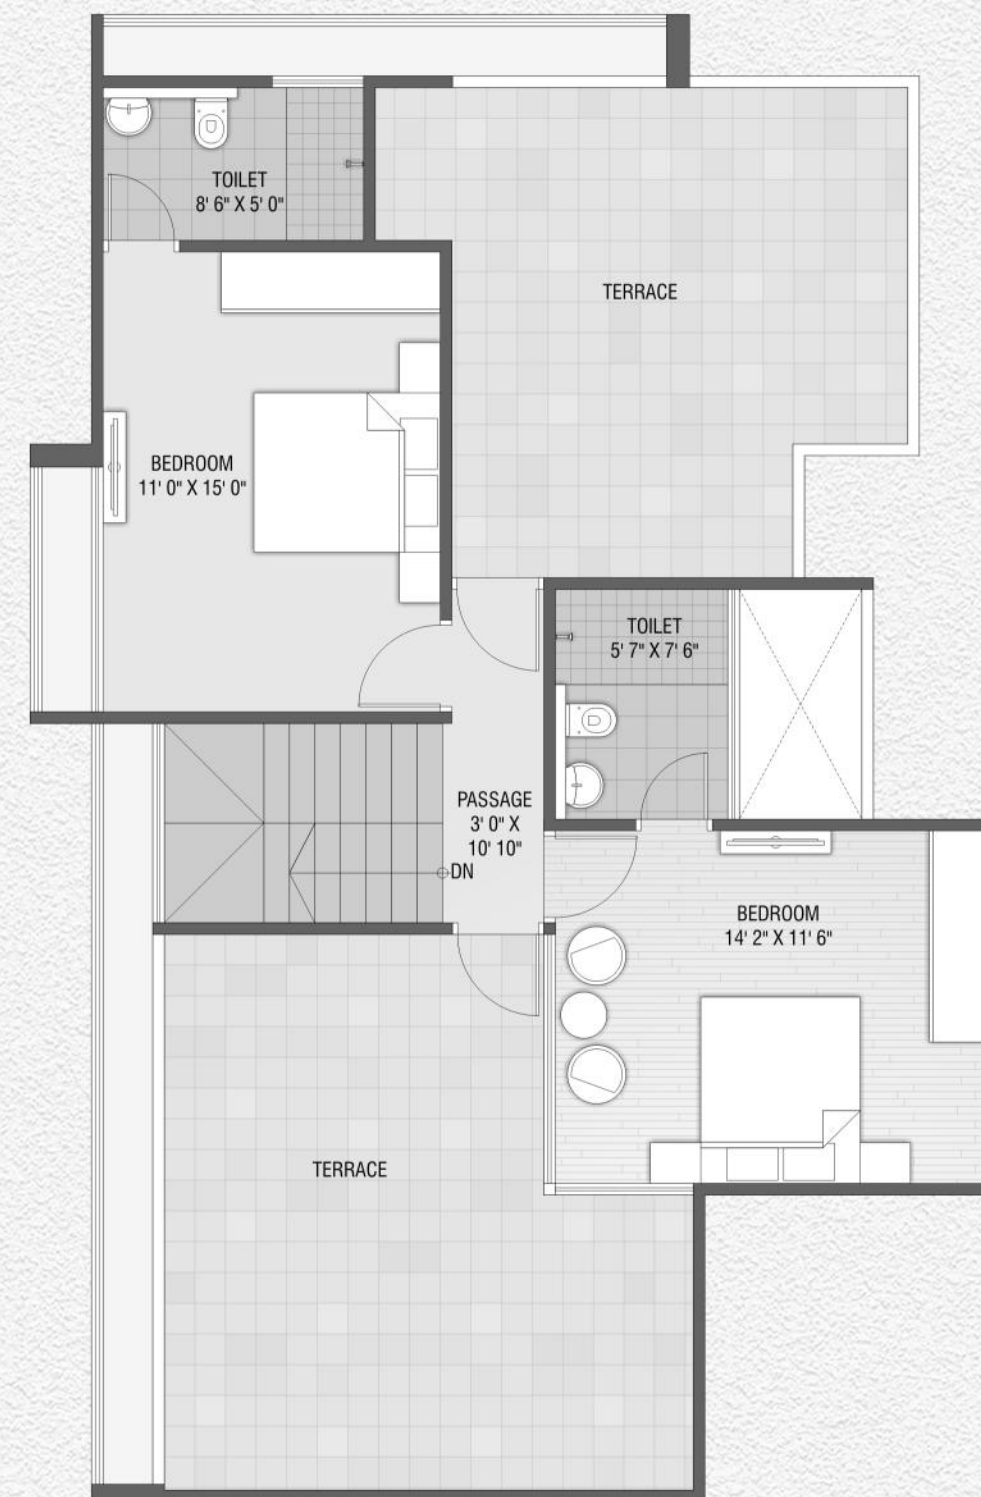 TOILET
8' 6" X 5' 0"
TERRACE
BEDROOM
11' 0" X 15' 0"
TOILET
5' 7" X 7' 6"
PASSAGE
3' 0" X
10' 10"
DN
BEDROOM
14' 2" X 11' 6"
TERRACE